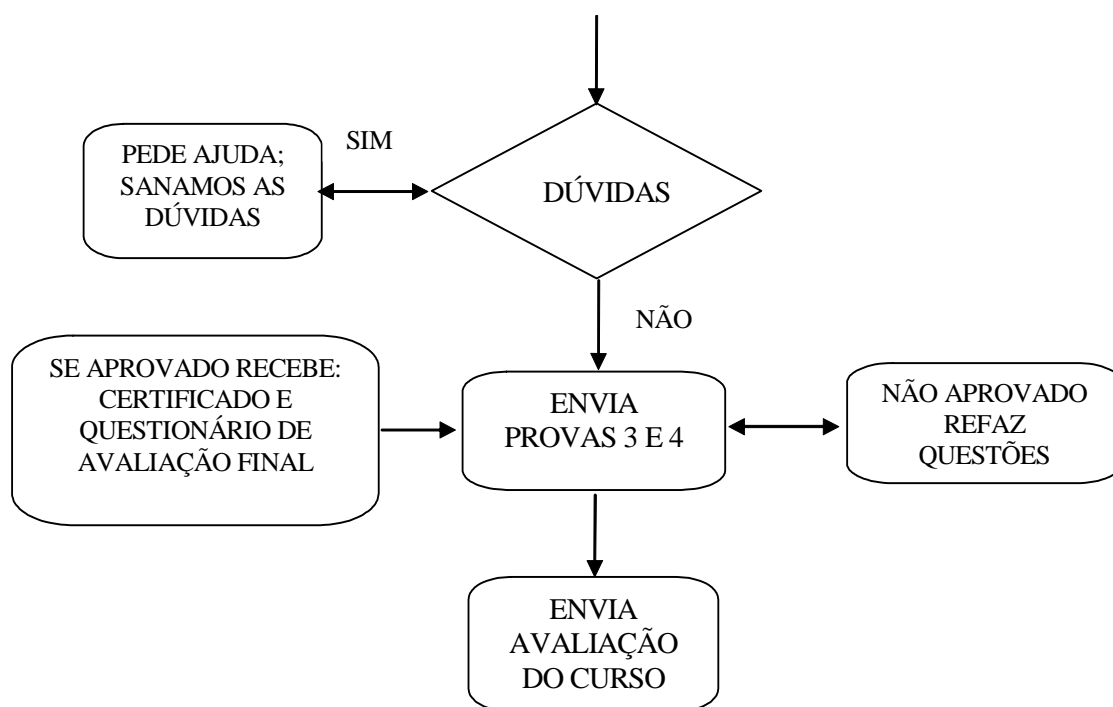 SIM
PEDE AJUDA;
SANAMOS AS
DÚVIDAS
DÚVIDAS
NÃO
SE APROVADO RECEBE:
CERTIFICADO E
QUESTIONÁRIO DE
AVALIAÇÃO FINAL
ENVIA
PROVAS 3 E 4
NÃO APROVADO
REFAZ
QUESTÕES
ENVIA
AVALIAÇÃO
DO CURSO